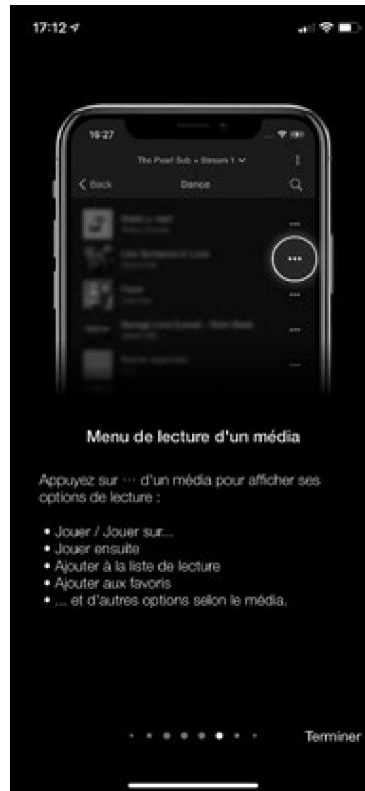 17:12
16:27
The Pearl Sub + Stream 1
Back
Dance
Menu de lecture d'un média
Appuyez sur ··· d'un média pour afficher ses
options de lecture :
• Jouer / Jouer sur...
• Jouer ensuite
• Ajouter à la liste de lecture
• Ajouter aux favoris
• ... et d'autres options selon le média.
Terminer